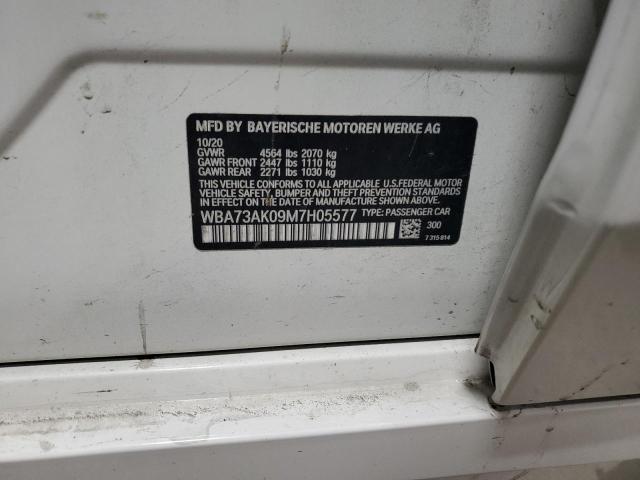 MFD BY BAYERISCHE MOTOREN WERKE AG
10/20
GVWR 4564 lbs 2070 kg
GAWR FRONT 2447 lbs 1110 kg
GAWR REAR 2271 lbs 1030 kg
THIS VEHICLE CONFORMS TO ALL APPLICABLE U.S.FEDERAL MOTOR
VEHICLE SAFETY, BUMPER AND THEFT PREVENTION STANDARDS
IN EFFECT ON THE DATE OF MANUFACTURE SHOWN ABOVE.
WBA73AK09M7H05577 TYPE: PASSENGER CAR
300
7 315 814